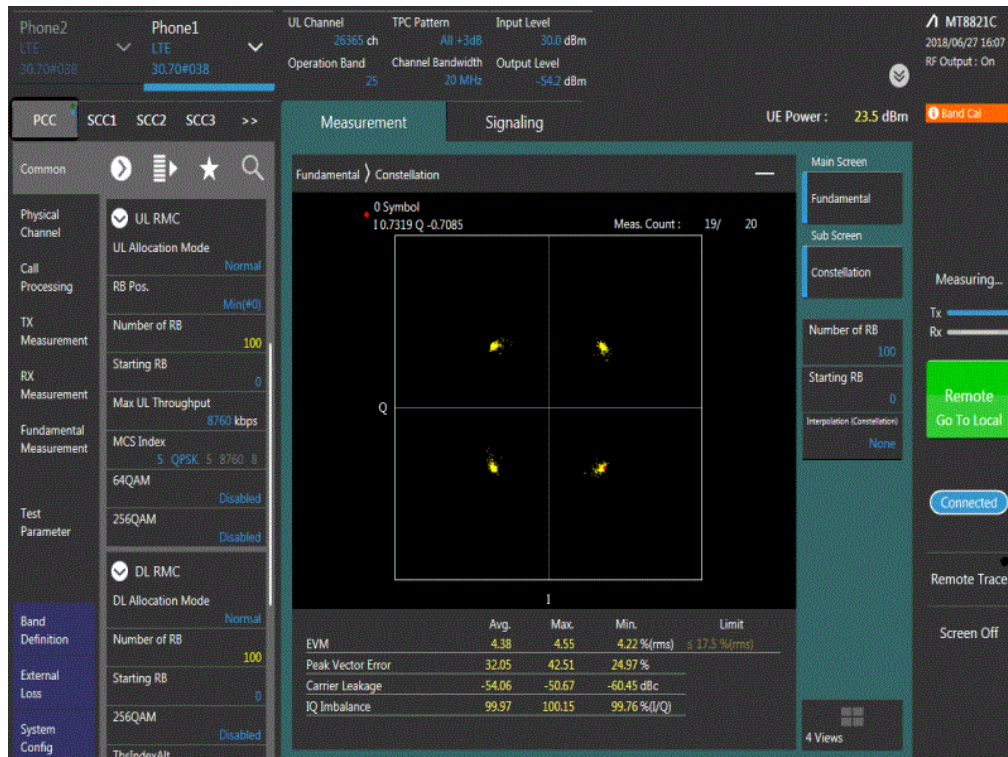 Phone2
LTE
30.70#038
Phone1
LTE
30.70#038
UL Channel
26365 ch
Operation Band
25
TPC Pattern
All +3dB
Channel Bandwidth
20 MHz
Input Level
30.0 dBm
Output Level
-54.2 dBm
MT8821C
2018/06/27 16:07
RF Output : On
PCC SCC1 SCC2 SCC3 >>
Measurement
Signaling
UE Power : 23.5 dBm
Band Cal
Common
Physical
Channel
Call
Processing
TX
Measurement
RX
Measurement
Fundamental
Measurement
Test
Parameter
Band
Definition
External
Loss
System
Config
UL RMC
UL Allocation Mode
Normal
RB Pos.
Min(#0)
Number of RB
100
Starting RB
0
Max UL Throughput
8760 kbps
MCS Index
5 QPSK 5 8760 8
64QAM
Disabled
256QAM
Disabled
DL RMC
DL Allocation Mode
Normal
Number of RB
100
Starting RB
0
256QAM
Disabled
TbsIndexAlt
Fundamental 〉 Constellation
0 Symbol
I 0.7319 Q -0.7085
Meas. Count : 19/ 20
Q
I
Avg. Max. Min. Limit
EVM 4.38 4.55 4.22 %(rms) ≤ 17.5 %(rms)
Peak Vector Error 32.05 42.51 24.97 %
Carrier Leakage -54.06 -50.67 -60.45 dBc
IQ Imbalance 99.97 100.15 99.76 %(I/Q)
Main Screen
Fundamental
Sub Screen
Constellation
Number of RB
100
Starting RB
0
Interpolation (Constellation)
None
4 Views
Measuring...
Tx
Rx
Remote
Go To Local
Connected
Remote Trace
Screen Off